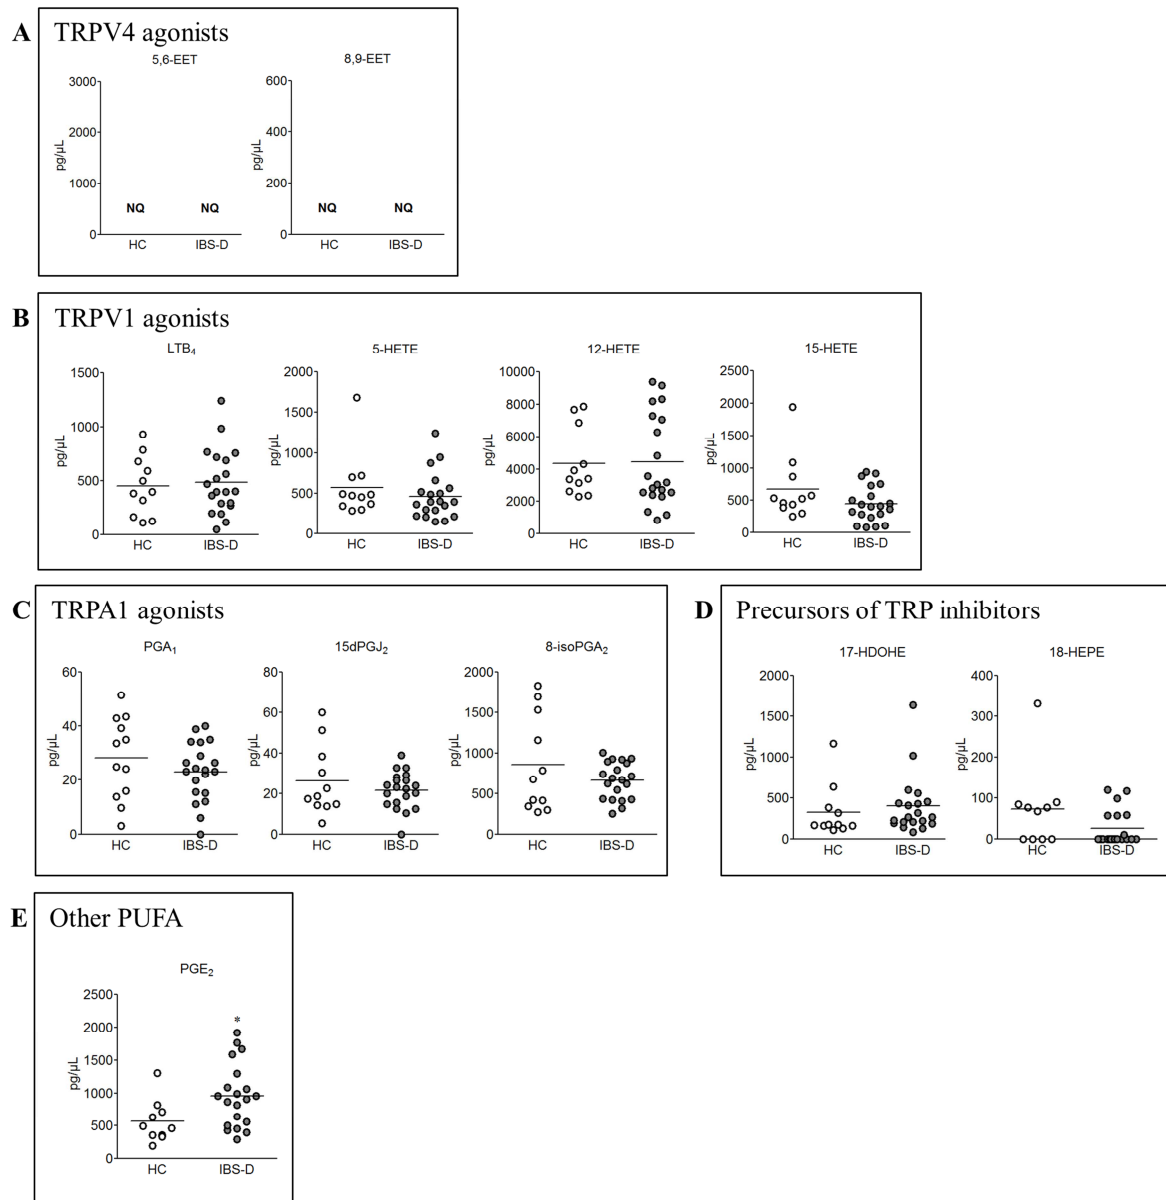 A TRPV4 agonists
5,6-EET 8,9-EET
3000 600
2000 400
pg/µL pg/µL
1000 200
NQ NQ NQ NQ
0 0
HC IBS-D HC IBS-D
B TRPV1 agonists
LTB4 5-HETE 12-HETE 15-HETE
1500 2000 10000 2500
8000 2000
1500
1000 6000 1500
pg/µL pg/µL pg/µL pg/µL
1000
4000 1000
500 500 2000 500
0 0 0 0
HC IBS-D HC IBS-D HC IBS-D HC IBS-D
C TRPA1 agonists
PGA1 15dPGJ2 8-isoPGA2
60 80 2000
60 1500
40
pg/µL pg/µL pg/µL
40 1000
20
20 500
0 0 0
HC IBS-D HC IBS-D HC IBS-D
D Precursors of TRP inhibitors
17-HDOHE 18-HEPE
2000 400
1500 300
pg/µL pg/µL
1000 200
500 100
0 0
HC IBS-D HC IBS-D
E Other PUFA
PGE2
2500
*
2000
1500
pg/µL
1000
500
0
HC IBS-D